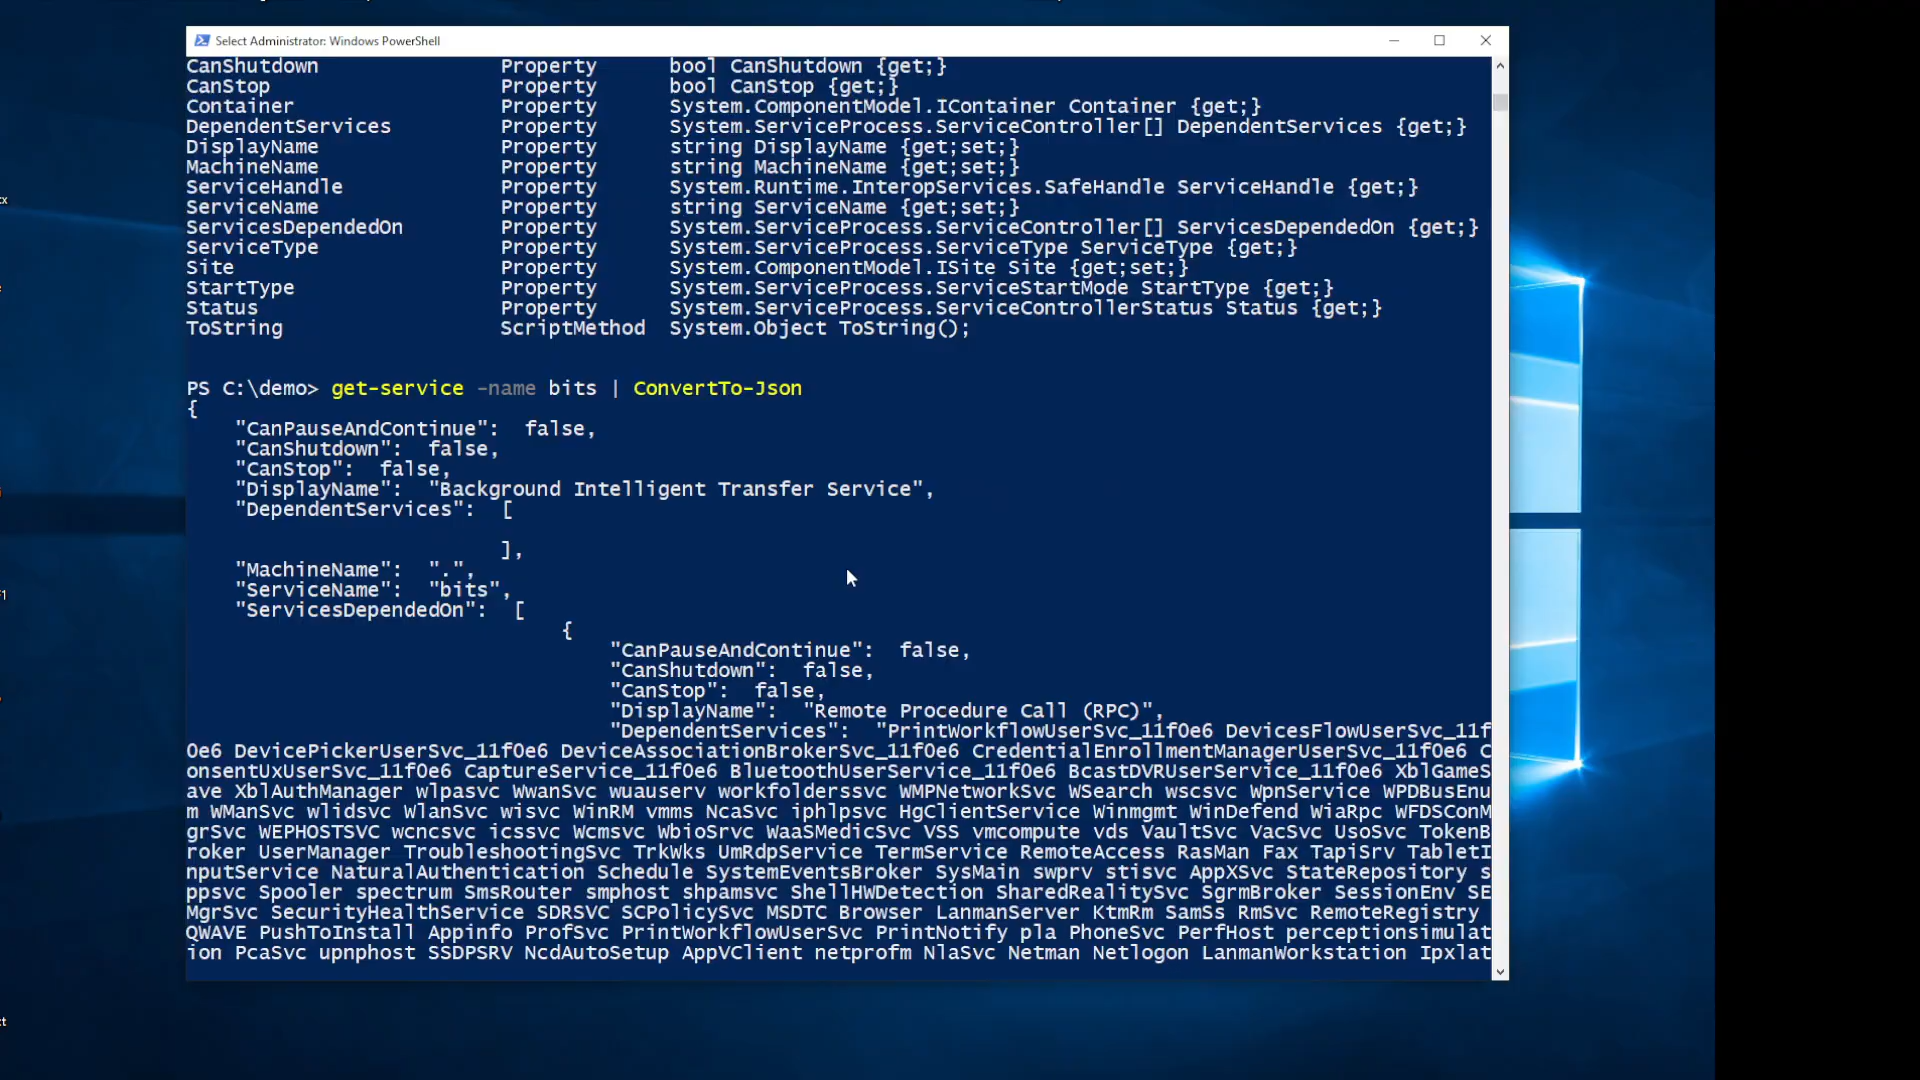 Select Administrator: Windows PowerShell
CanShutdown Property bool CanShutdown {get;}
CanStop Property bool CanStop {get;}
Container Property System.ComponentModel.IContainer Container {get;}
DependentServices Property System.ServiceProcess.ServiceController[] DependentServices {get;}
DisplayName Property string DisplayName {get;set;}
MachineName Property string MachineName {get;set;}
ServiceHandle Property System.Runtime.InteropServices.SafeHandle ServiceHandle {get;}
ServiceName Property string ServiceName {get;set;}
ServicesDependedOn Property System.ServiceProcess.ServiceController[] ServicesDependedOn {get;}
ServiceType Property System.ServiceProcess.ServiceType ServiceType {get;}
Site Property System.ComponentModel.ISite Site {get;set;}
StartType Property System.ServiceProcess.ServiceStartMode StartType {get;}
Status Property System.ServiceProcess.ServiceControllerStatus Status {get;}
ToString ScriptMethod System.Object ToString();
PS C:\demo> get-service -name bits | ConvertTo-Json
{
"CanPauseAndContinue": false,
"CanShutdown": false,
"CanStop": false,
"DisplayName": "Background Intelligent Transfer Service",
"DependentServices": [
],
"MachineName": ".",
"ServiceName": "bits",
"ServicesDependedOn": [
{
"CanPauseAndContinue": false,
"CanShutdown": false,
"CanStop": false,
"DisplayName": "Remote Procedure Call (RPC)",
"DependentServices": "PrintWorkflowUserSvc_11f0e6 DevicesFlowUserSvc_11f
0e6 DevicePickerUserSvc_11f0e6 DeviceAssociationBrokerSvc_11f0e6 CredentialEnrollmentManagerUserSvc_11f0e6 C
onsentUxUserSvc_11f0e6 CaptureService_11f0e6 BluetoothUserService_11f0e6 BcastDVRUserService_11f0e6 XblGameS
ave XblAuthManager wlpasvc WwanSvc wuauserv workfolderssvc WMPNetworkSvc WSearch wscsvc WpnService WPDBusEnu
m WManSvc wlidsvc WlanSvc wisvc WinRM vmms NcaSvc iphlpsvc HgClientService Winmgmt WinDefend WiaRpc WFDSConM
grSvc WEPHOSTSVC wcncsvc icssvc Wcmsvc WbioSrvc WaaSMedicSvc VSS vmcompute vds VaultSvc VacSvc UsoSvc TokenB
roker UserManager TroubleshootingSvc TrkWks UmRdpService TermService RemoteAccess RasMan Fax TapiSrv TabletI
nputService NaturalAuthentication Schedule SystemEventsBroker SysMain swprv stisvc AppXSvc StateRepository s
ppsvc Spooler spectrum SmsRouter smphost shpamsvc ShellHWDetection SharedRealitySvc SgrmBroker SessionEnv SE
MgrSvc SecurityHealthService SDRSVC SCPolicySvc MSDTC Browser LanmanServer KtmRm SamSs RmSvc RemoteRegistry
QWAVE PushToInstall Appinfo ProfSvc PrintWorkflowUserSvc PrintNotify pla PhoneSvc PerfHost perceptionsimulat
ion PcaSvc upnphost SSDPSRV NcdAutoSetup AppVClient netprofm NlaSvc Netman Netlogon LanmanWorkstation Ipxlat